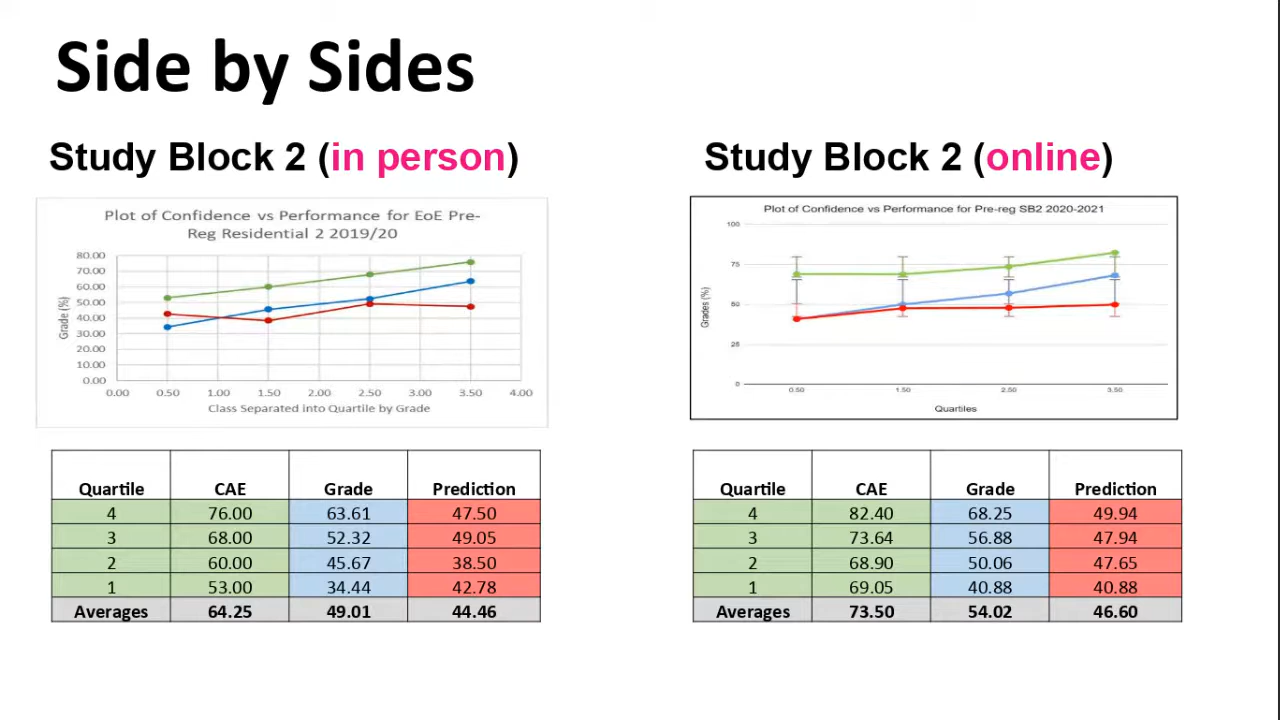 Side by Sides
Study Block 2 (in person)
Plot of Confidence vs Performance for EoE Pre-
Reg Residential 2 2019/20
Grade (%)
80.00
70.00
60.00
50.00
40.00
30.00
20.00
10.00
0.00
0.00 0.50 1.00 1.50 2.00 2.50 3.00 3.50 4.00
Class Separated into Quartile by Grade
Quartile CAE Grade Prediction
4 76.00 63.61 47.50
3 68.00 52.32 49.05
2 60.00 45.67 38.50
1 53.00 34.44 42.78
Averages 64.25 49.01 44.46
Study Block 2 (online)
Plot of Confidence vs Performance for Pre-reg SB2 2020-2021
Grades (%)
100
75
50
25
0
0.50 1.50 2.50 3.50
Quartiles
Quartile CAE Grade Prediction
4 82.40 68.25 49.94
3 73.64 56.88 47.94
2 68.90 50.06 47.65
1 69.05 40.88 40.88
Averages 73.50 54.02 46.60